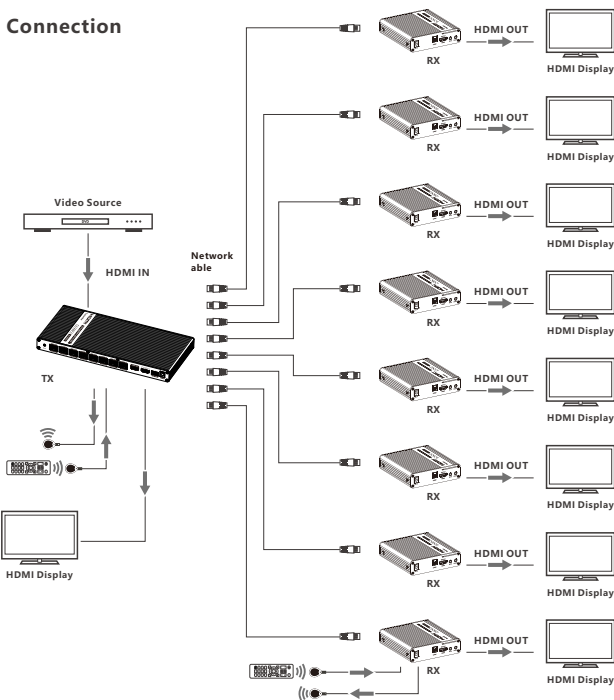 Connection
HDMI OUT
RX
HDMI Display
HDMI OUT
RX
HDMI Display
Video Source
DVD
HDMI OUT
RX
HDMI Display
HDMI IN
Network
able
HDMI OUT
RX
HDMI Display
TX
HDMI OUT
RX
HDMI Display
HDMI OUT
RX
HDMI Display
HDMI Display
HDMI OUT
RX
HDMI Display
HDMI OUT
RX
HDMI Display